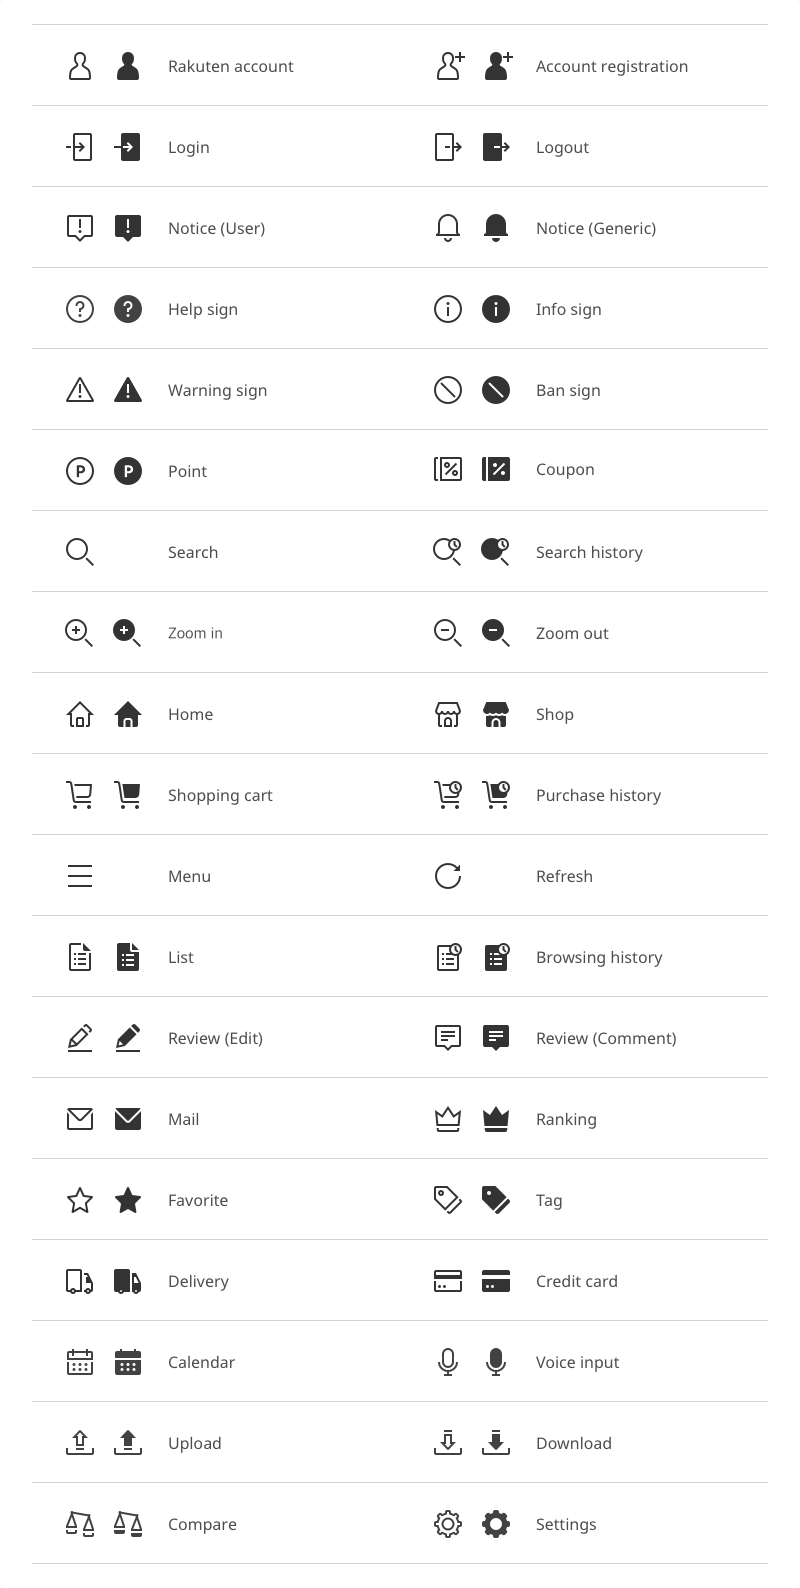 Rakuten account
Account registration
Login
Logout
Notice (User)
Notice (Generic)
Help sign
Info sign
Warning sign
Ban sign
Point
Coupon
Search
Search history
Zoom in
Zoom out
Home
Shop
Shopping cart
Purchase history
Menu
Refresh
List
Browsing history
Review (Edit)
Review (Comment)
Mail
Ranking
Favorite
Tag
Delivery
Credit card
Calendar
Voice input
Upload
Download
Compare
Settings